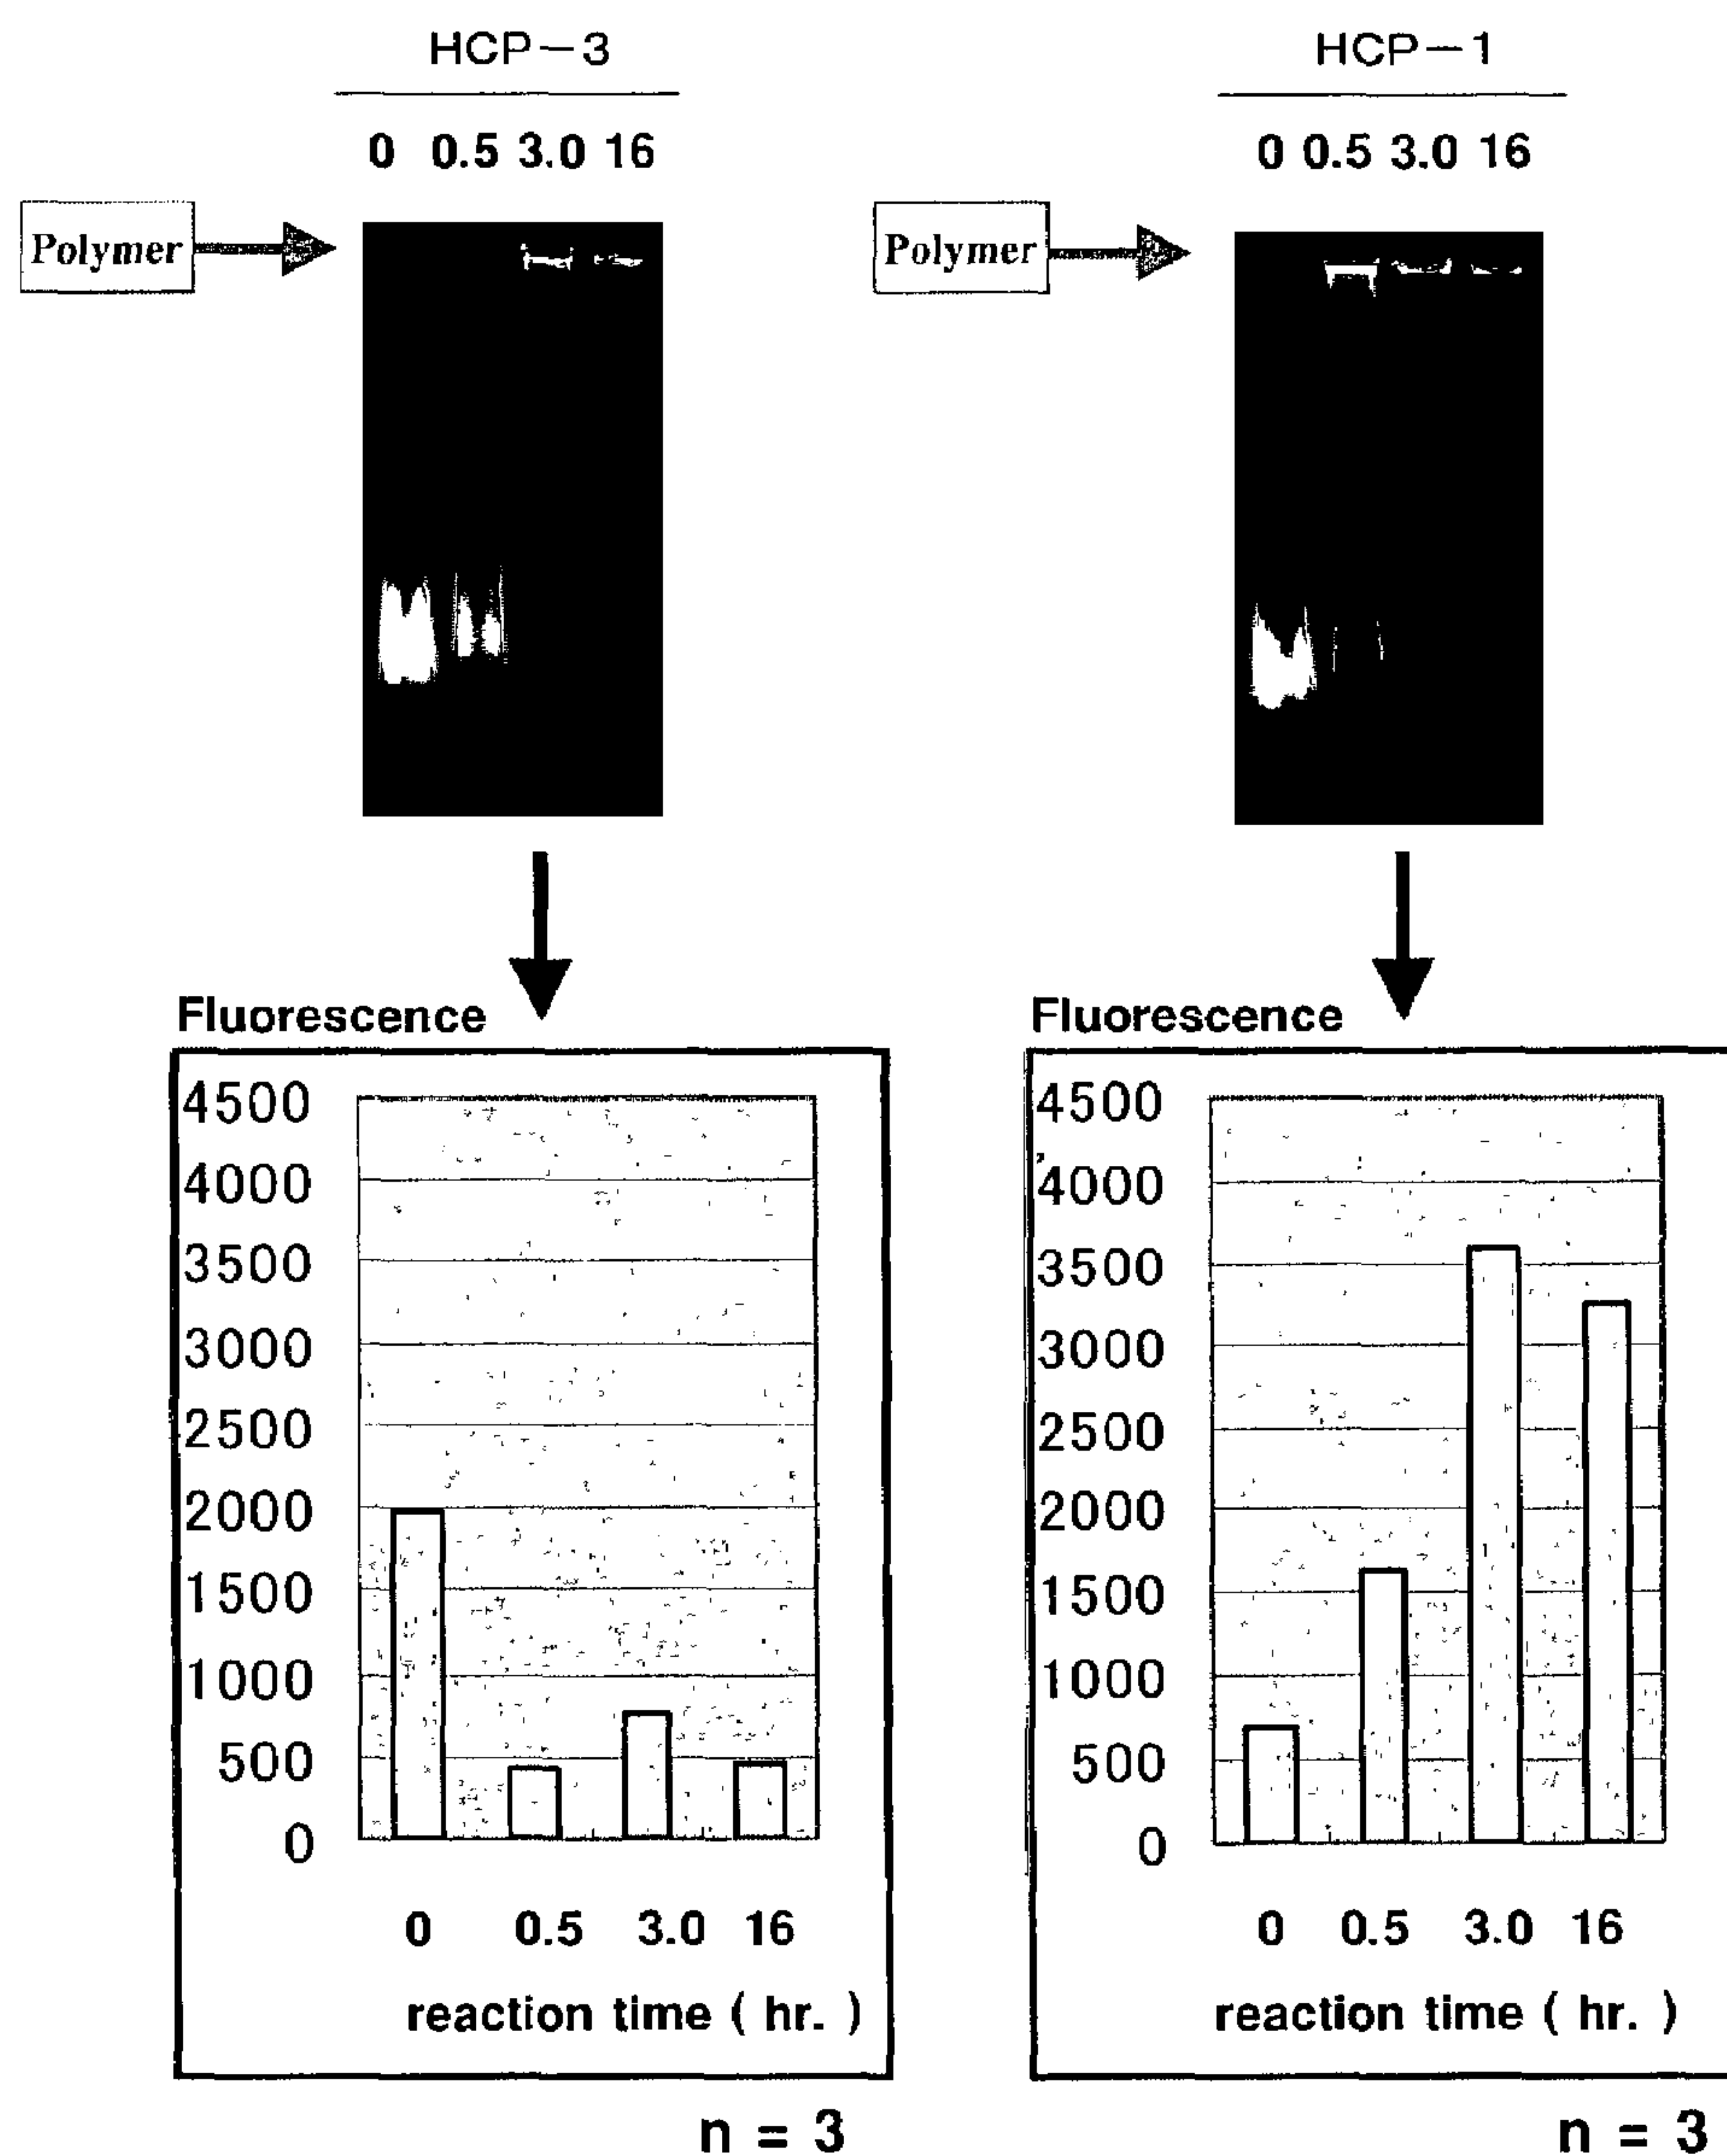 HCP-3
0 0.5 3.0 16
Polymer
Fluorescence
4500
4000
3500
3000
2500
2000
1500
1000
500
0
0 0.5 3.0 16
reaction time ( hr. )
n = 3
HCP-1
0 0.5 3.0 16
Polymer
Fluorescence
4500
4000
3500
3000
2500
2000
1500
1000
500
0
0 0.5 3.0 16
reaction time ( hr. )
n = 3